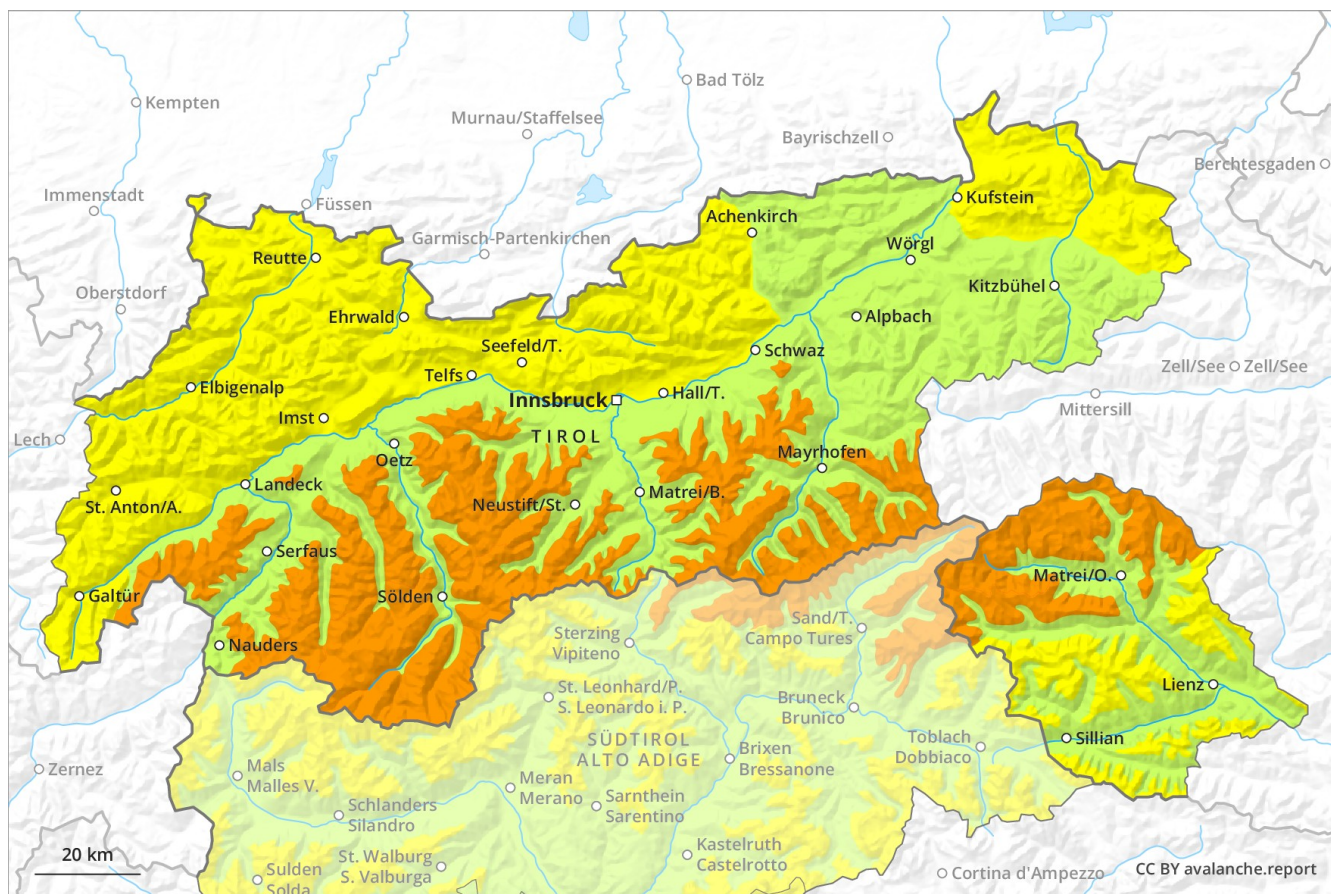 Kempten
Bad Tölz
Murnau/Staffelsee
Bayrischzell
Berchtesgaden
Immenstadt
Füssen
Kufstein
Achenkirch
Garmisch-Partenkirchen
Wörgl
Reutte
Oberstdorf
Kitzbühel
Ehrwald
Alpbach
Seefeld/T.
Schwaz
Telfs
Zell/See
Zell/See
Elbigenalp
Innsbruck
Hall/T.
Mittersill
Imst
Lech
TIROL
Oetz
Mayrhofen
Landeck
Matrei/B.
St. Anton/A.
Neustift/St.
Serfaus
Matrei/O.
Galtür
Sölden
Sand/T.
Campo Tures
Sterzing
Vipiteno
Nauders
Lienz
St. Leonhard/P.
S. Leonardo i. P.
Bruneck
Brunico
SÜDTIROL
ALTO ADIGE
Toblach
Dobbiaco
Sillian
Brixen
Bressanone
Zernez
Mals
Malles V.
Meran
Merano
Sarnthein
Sarentino
Schlanders
Silandro
Kastelruth
Castelrotto
20 km
St. Walburg
S. Valburga
Sulden
Solda
Cortina d'Ampezzo
CC BY avalanche.report